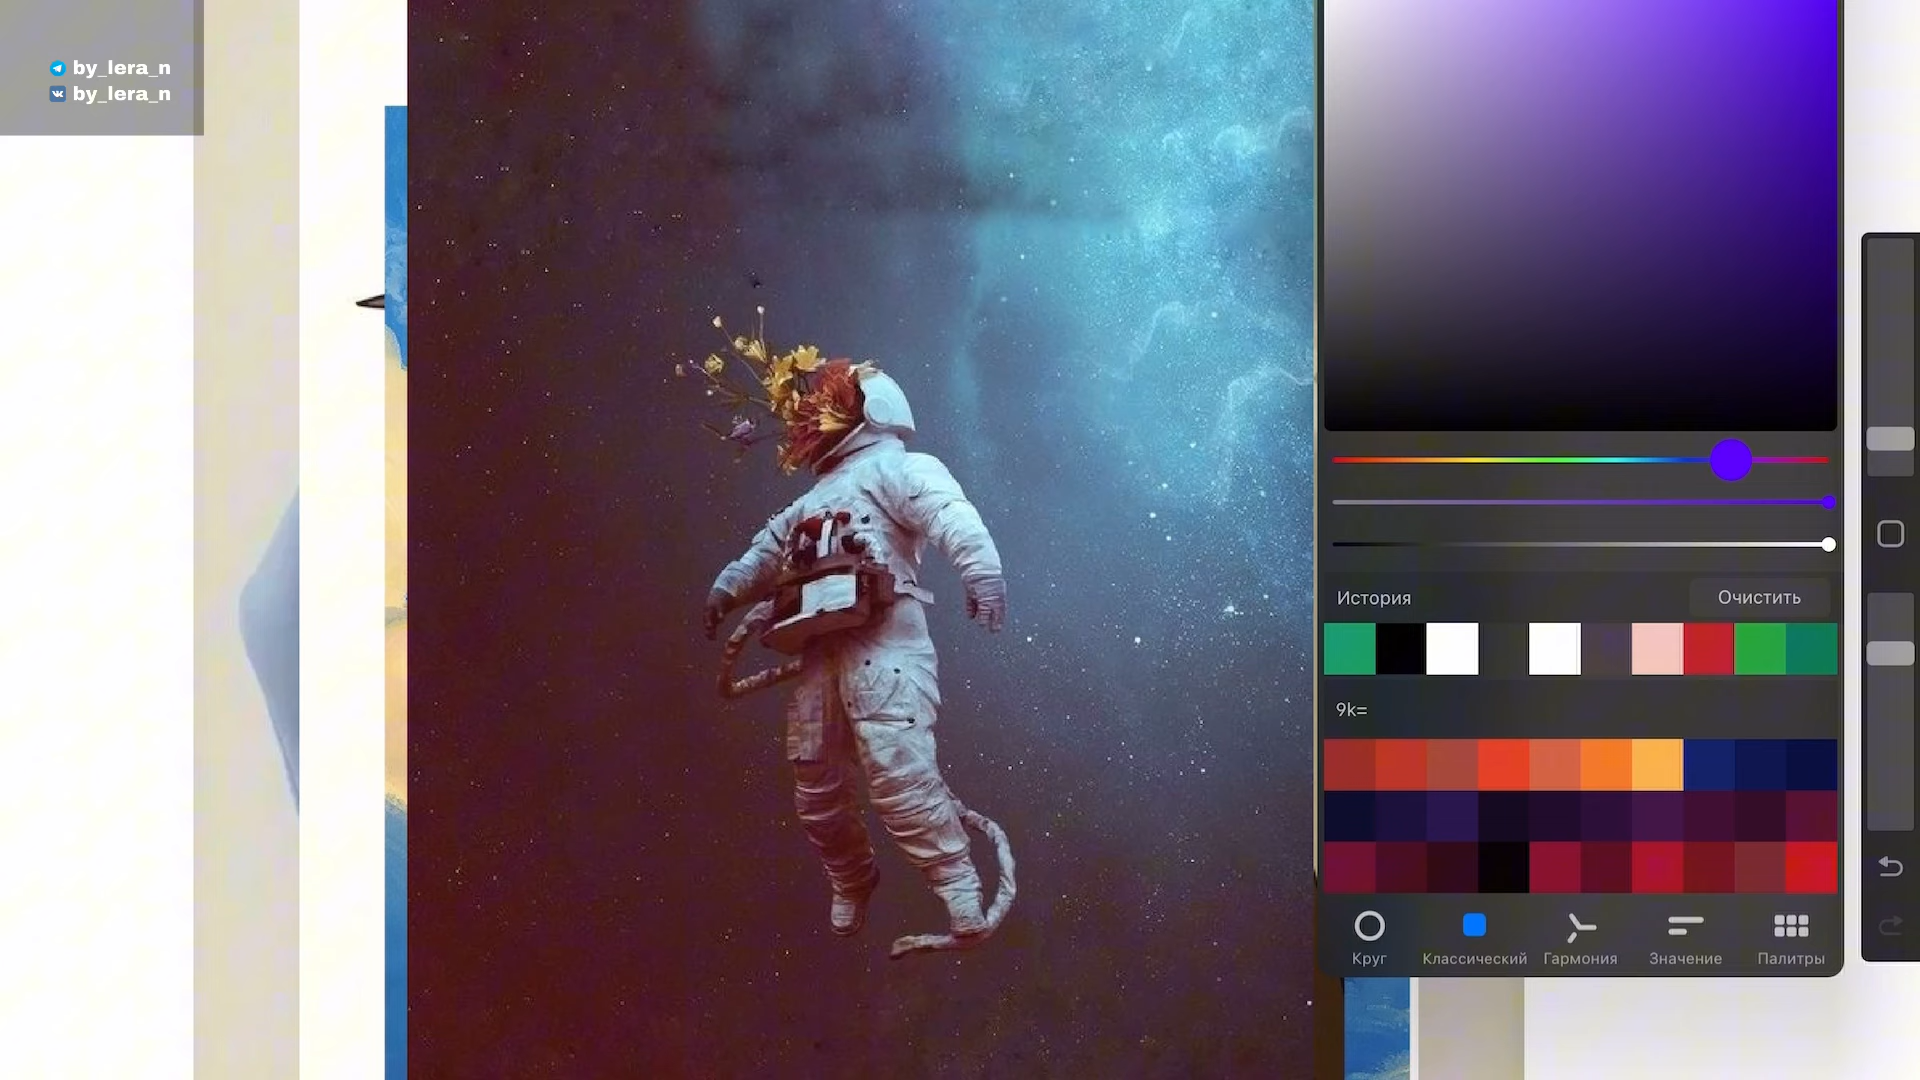 by_lera_n
by_lera_n
История
Очистить
9k=
Круг
Классический
Гармония
Значение
Палитры